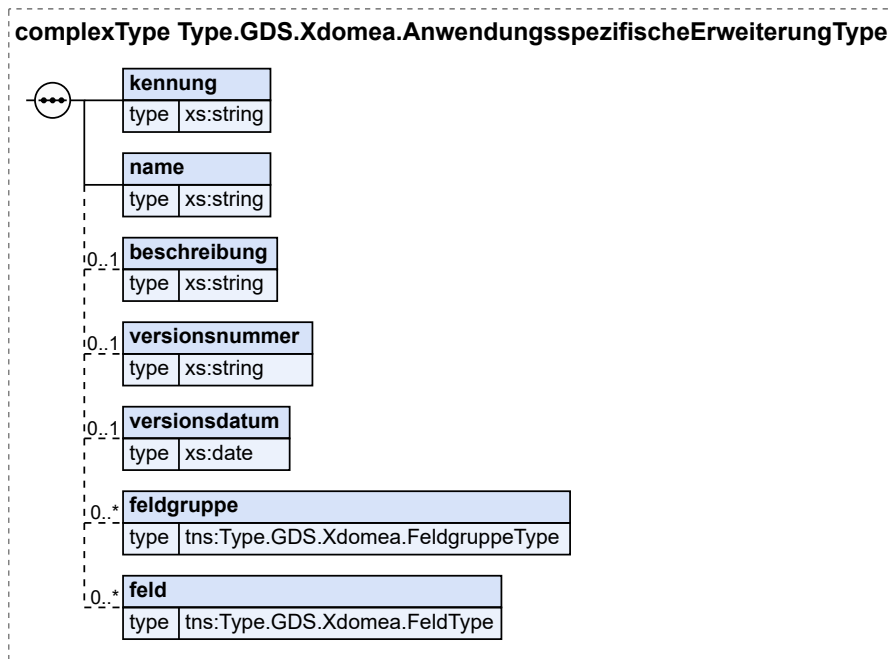 complexType Type.GDS.Xdomea.AnwendungsspezifischeErweiterungType
kennung
type xs:string
name
type xs:string
0..1 beschreibung
type xs:string
0..1 versionsnummer
type xs:string
0..1 versionsdatum
type xs:date
0..* feldgruppe
type tns:Type.GDS.Xdomea.FeldgruppeType
0..* feld
type tns:Type.GDS.Xdomea.FeldType